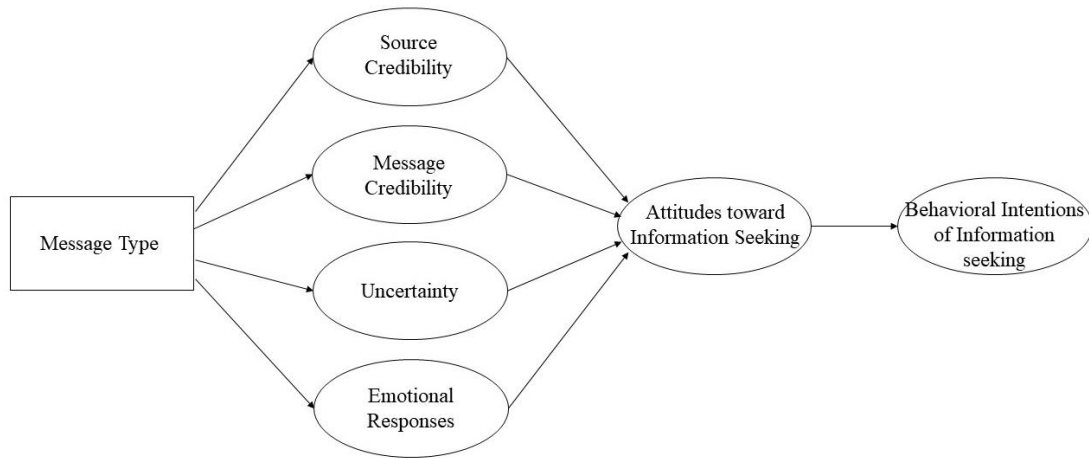 Source
Credibility
Message
Credibility
Message Type
Uncertainty
Emotional
Responses
Attitudes toward
Information Seeking
Behavioral Intentions
of Information
seeking